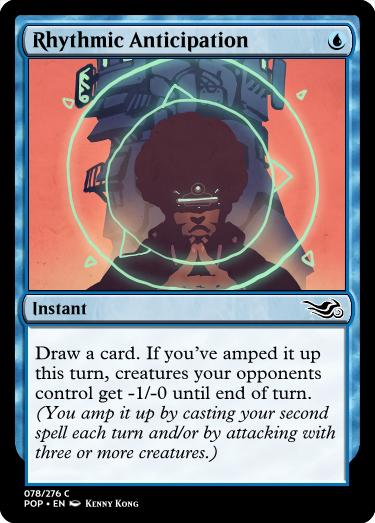 Rhythmic Anticipation
Instant
Draw a card. If you've amped it up
this turn, creatures your opponents
control get -1/-0 until end of turn.
(You amp it up by casting your second
spell each turn and/or by attacking with
three or more creatures.)
078/276 C
POP • EN Kenny Kong